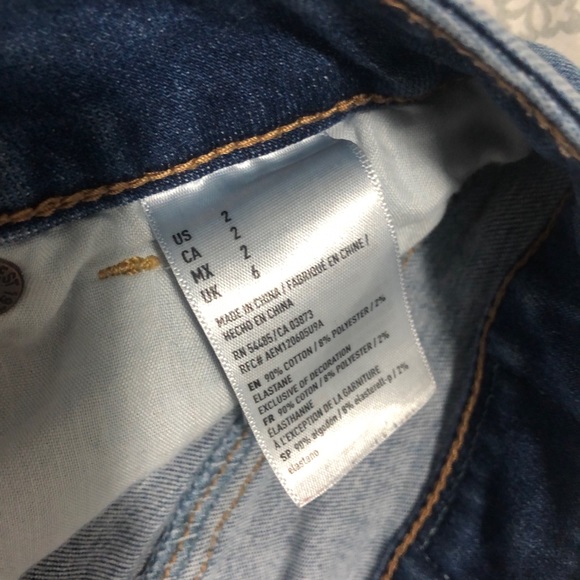 US 2
CA 2
MX 2
UK 6
MADE IN CHINA / FABRIQUÉ EN CHINE /
HECHO EN CHINA
RN 54485/CA 03873
RFC# AEM120605U9A
EN 90% COTTON / 8% POLYESTER / 2%
ELASTANE
EXCLUSIVE OF DECORATION
FR 90% COTON / 8% POLYESTER / 2%
ÉLASTHANNE
À L'EXCEPTION DE LA GARNITURE
SP 90% algodón / 8% elasterell-p / 2%
elastano